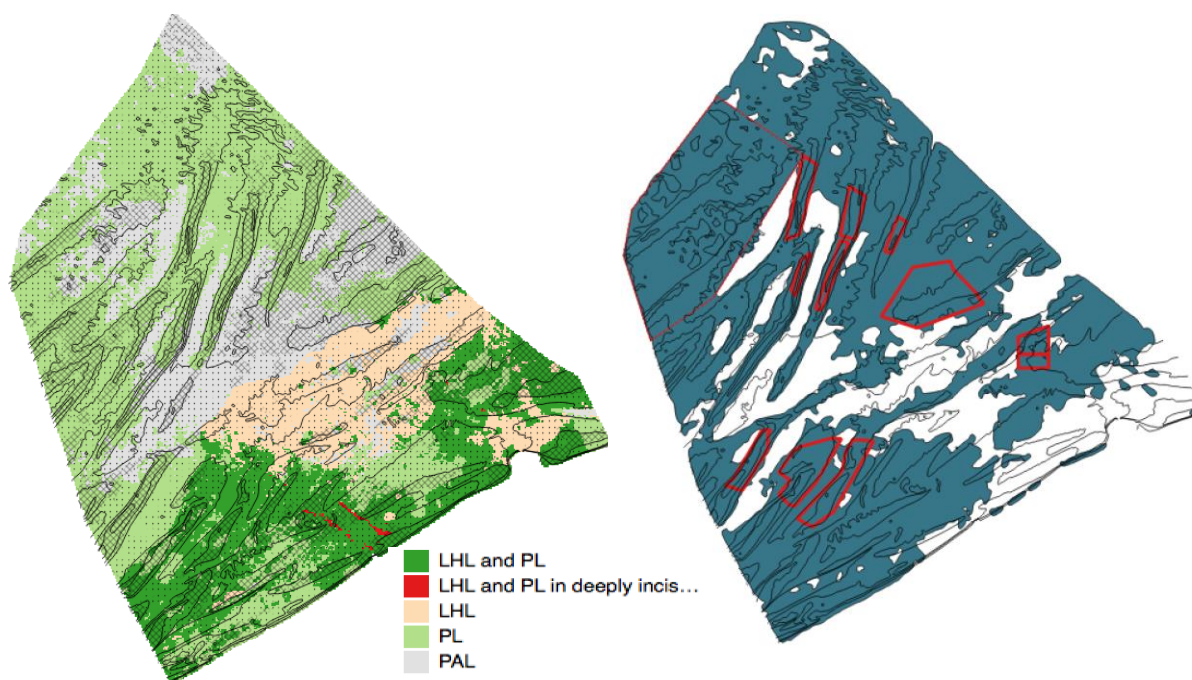 LHL and PL
LHL and PL in deeply incis…
LHL
PL
PAL